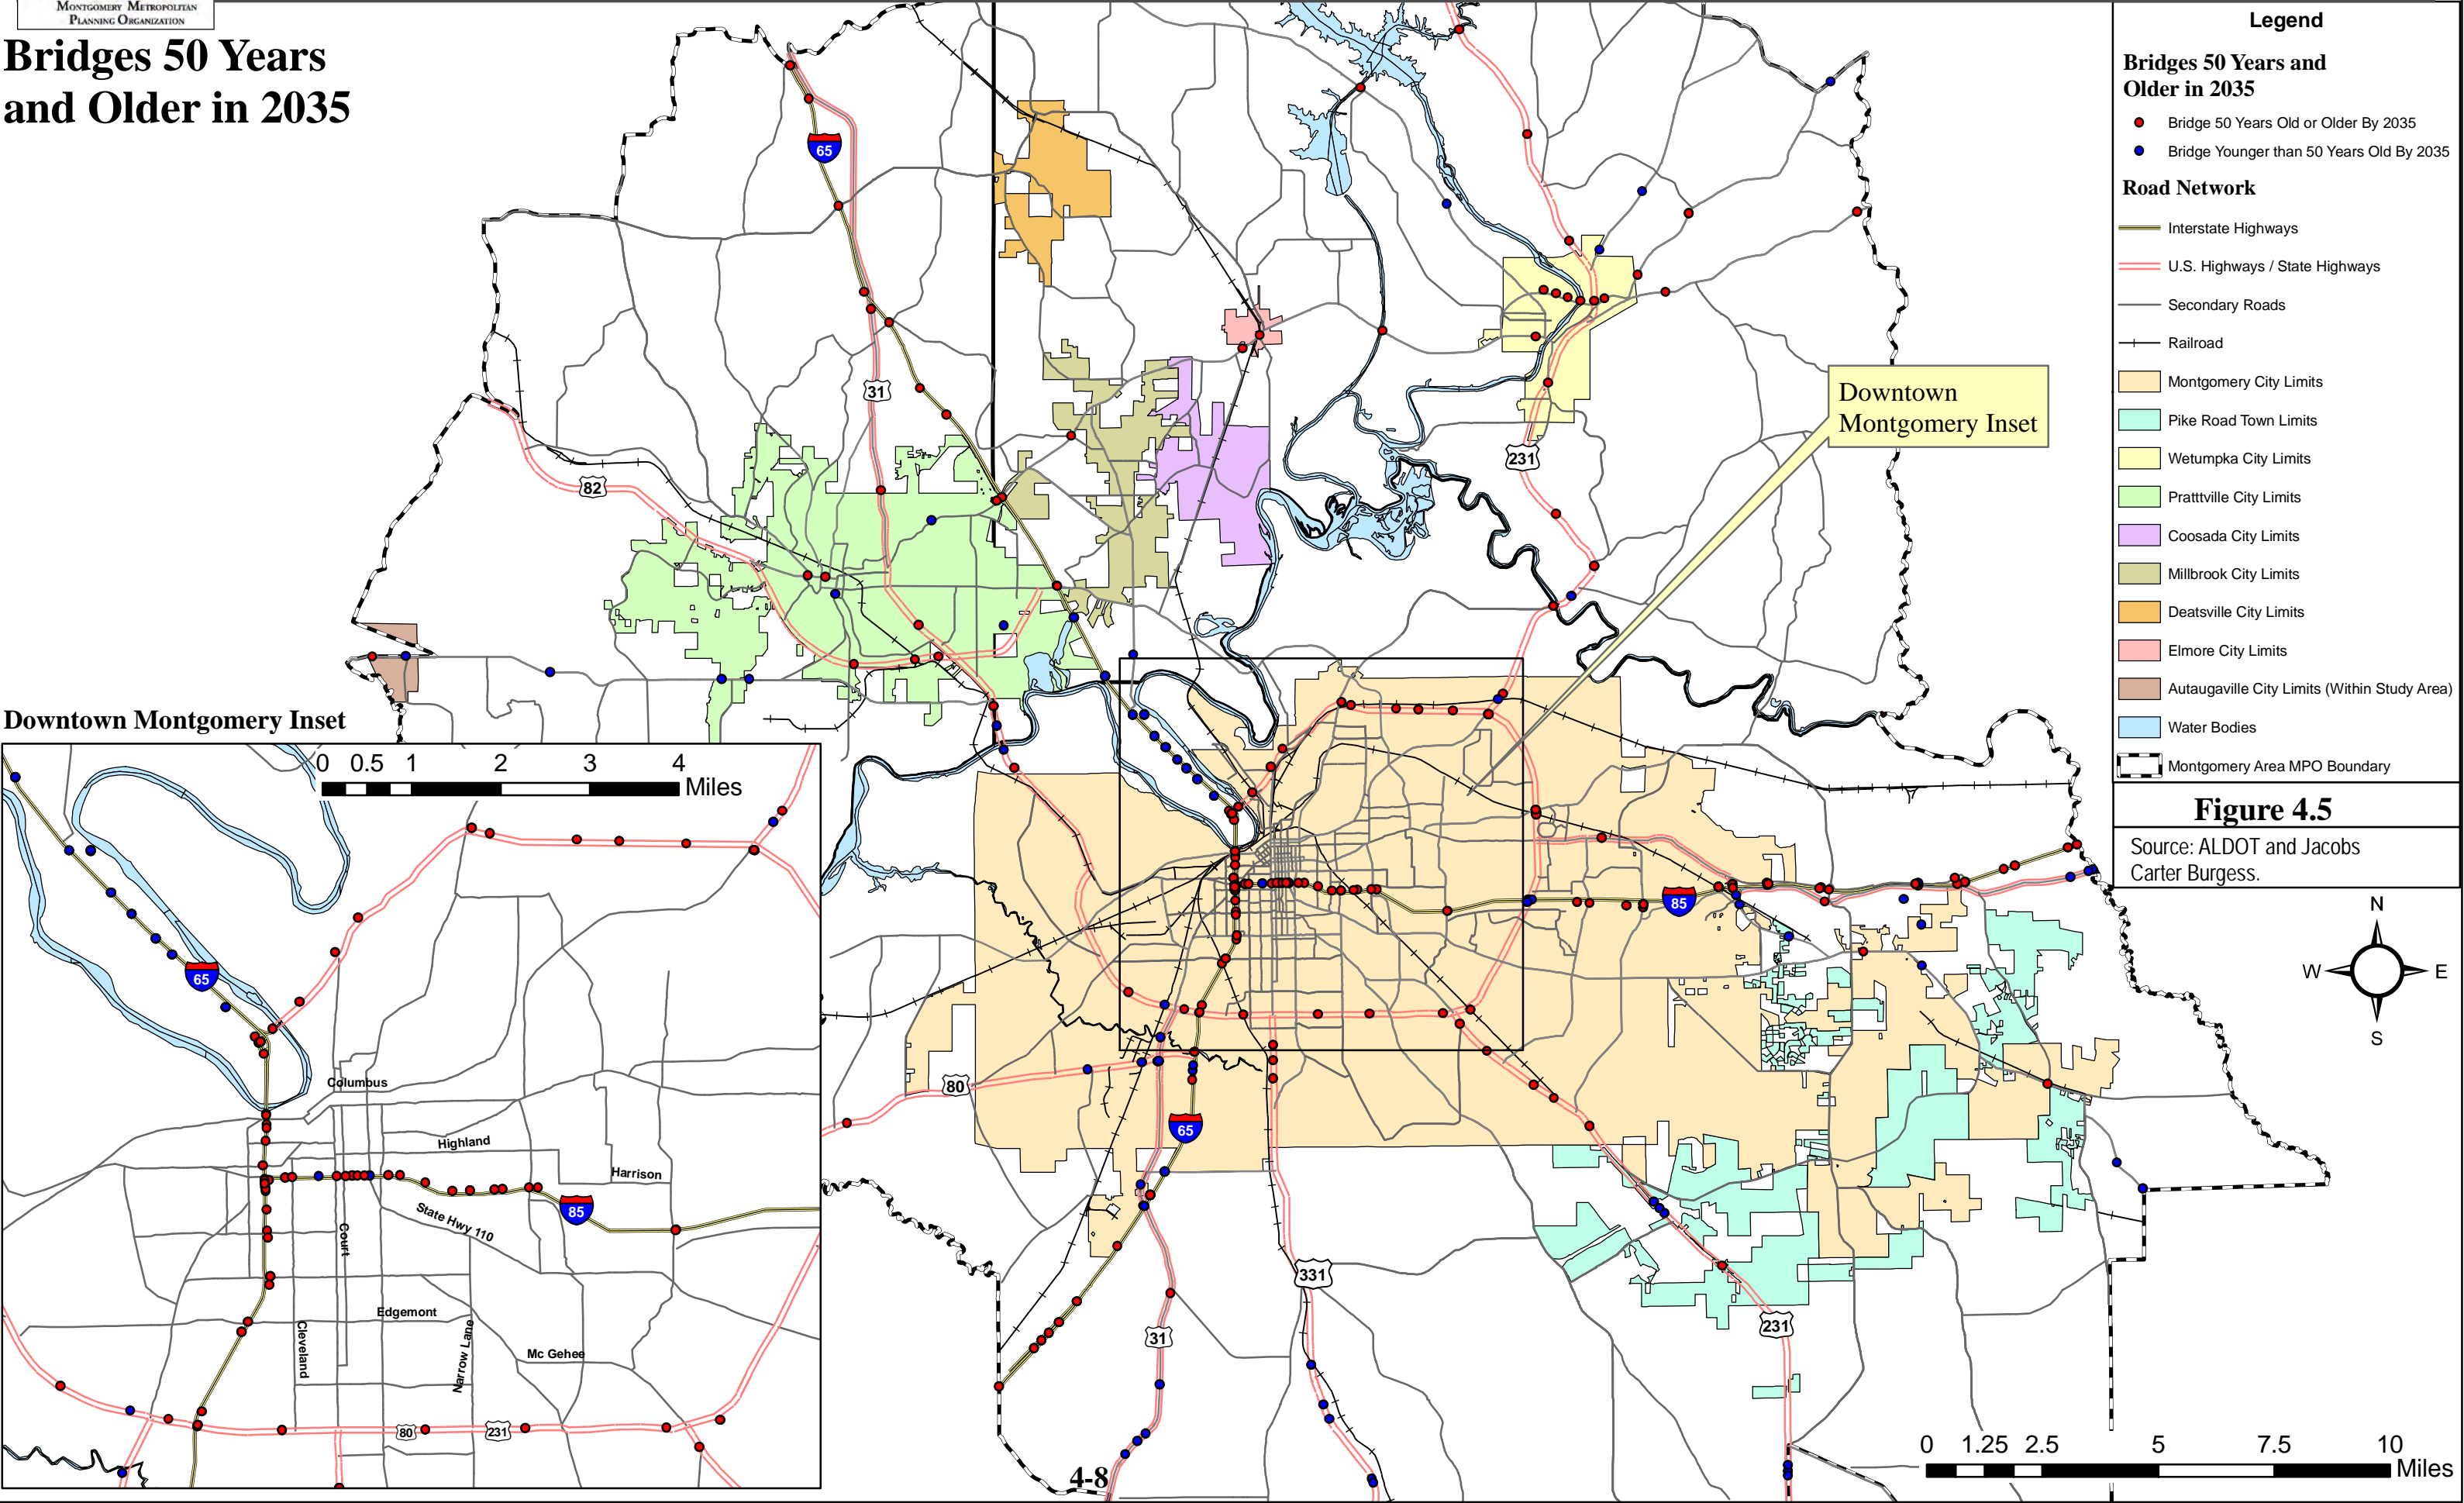 MONTGOMERY METROPOLITAN
PLANNING ORGANIZATION
Bridges 50 Years
and Older in 2035
Legend
Bridges 50 Years and
Older in 2035
Bridge 50 Years Old or Older By 2035
Bridge Younger than 50 Years Old By 2035
Road Network
Interstate Highways
U.S. Highways / State Highways
Secondary Roads
Railroad
Montgomery City Limits
Pike Road Town Limits
Wetumpka City Limits
Pratttville City Limits
Coosada City Limits
Millbrook City Limits
Deatsville City Limits
Elmore City Limits
Autaugaville City Limits (Within Study Area)
Water Bodies
Montgomery Area MPO Boundary
Figure 4.5
Source: ALDOT and Jacobs
Carter Burgess.
N
W E
S
65
31
82
231
Downtown
Montgomery Inset
85
80
65
331
31
231
Downtown Montgomery Inset
0 0.5 1 2 3 4
Miles
65
Columbus
Highland
Harrison
85
State Hwy 110
Court
Edgemont
Cleveland
Narrow Lane
Mc Gehee
80
231
4-8
0 1.25 2.5 5 7.5 10
Miles